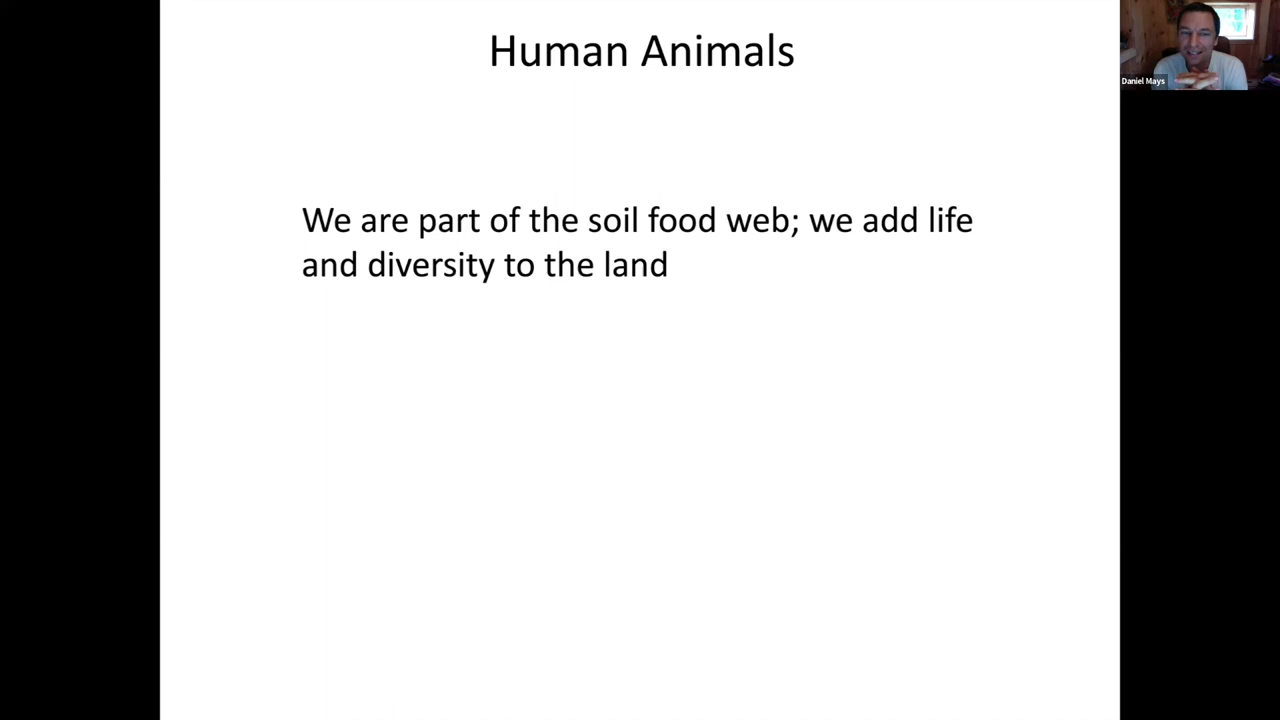 Human Animals
Daniel Mays
We are part of the soil food web; we add life
and diversity to the land